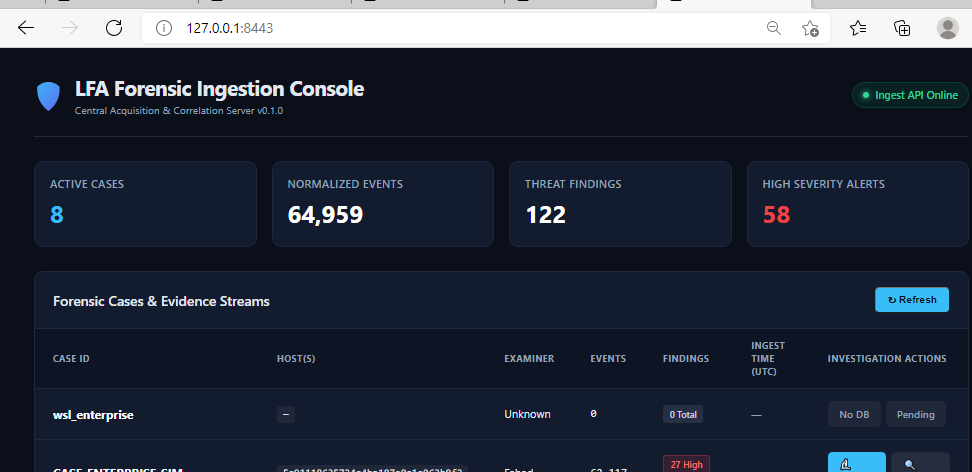 127.0.0.1:8443
LFA Forensic Ingestion Console
Central Acquisition & Correlation Server v0.1.0
Ingest API Online
ACTIVE CASES
8
NORMALIZED EVENTS
64,959
THREAT FINDINGS
122
HIGH SEVERITY ALERTS
58
Forensic Cases & Evidence Streams
↻ Refresh
CASE ID HOST(S) EXAMINER EVENTS FINDINGS INGEST TIME (UTC) INVESTIGATION ACTIONS
wsl_enterprise — Unknown 0 0 Total — No DB Pending
27 High